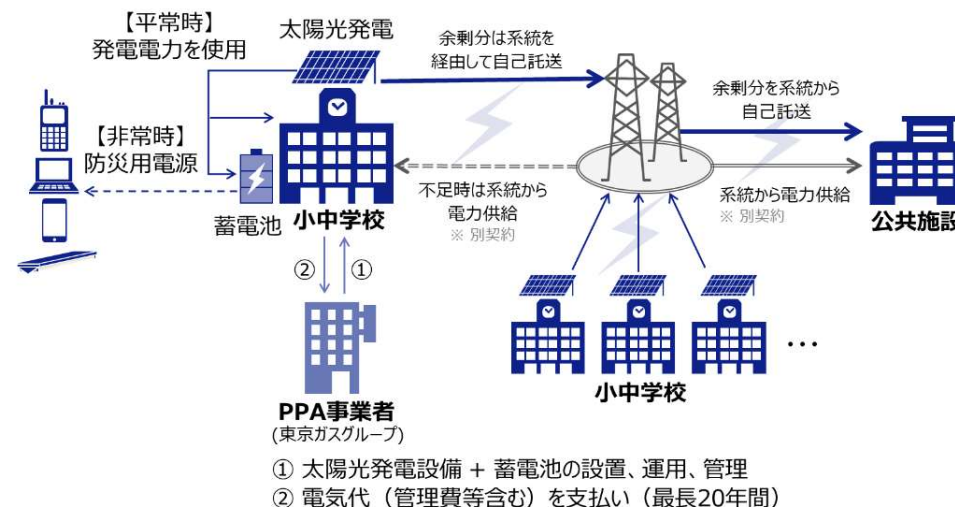 【平常時】
発電電力を使用
太陽光発電
余剰分は系統を
経由して自己託送
余剰分を系統から
自己託送
【非常時】
防災用電源
蓄電池
小中学校
不足時は系統から
電力供給
※ 別契約
系統から電力供給
※ 別契約
公共施設
② ①
小中学校
…
PPA事業者
(東京ガスグループ)
① 太陽光発電設備 + 蓄電池の設置、運用、管理
② 電気代（管理費等含む）を支払い（最長20年間）